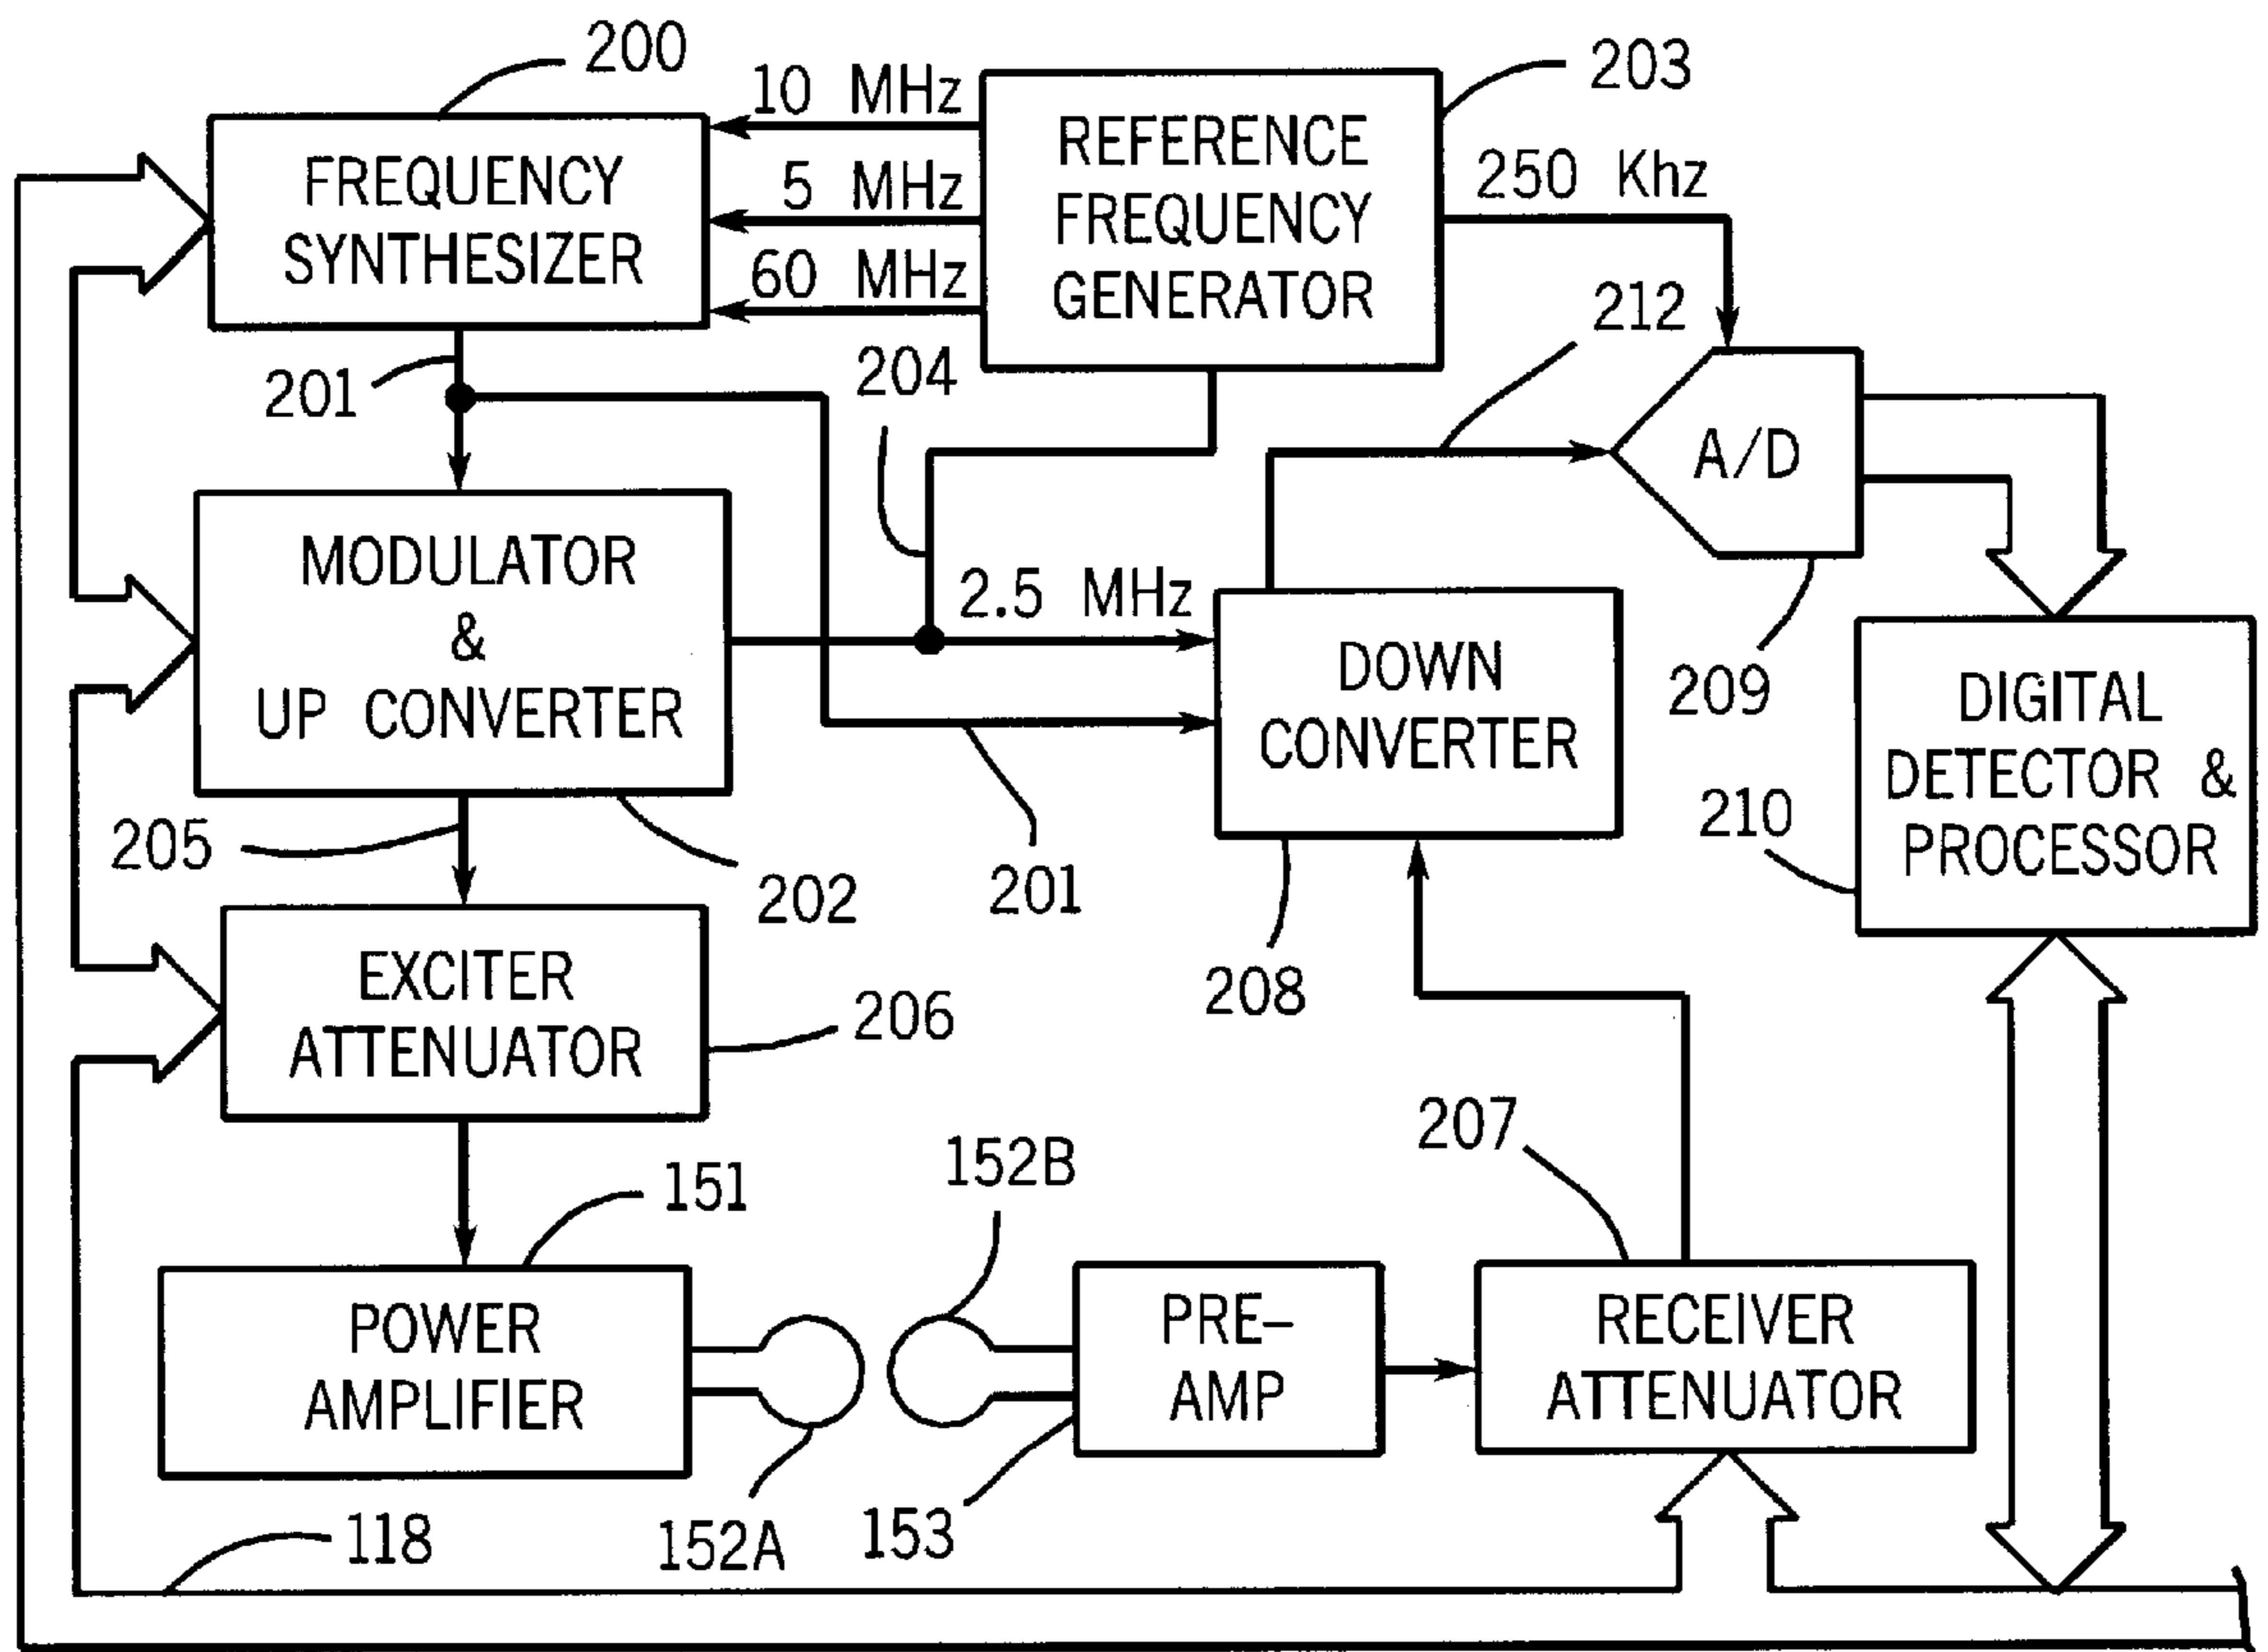 200
10 MHz
203
FREQUENCY
SYNTHESIZER
5 MHz
60 MHz
REFERENCE
FREQUENCY
GENERATOR
250 Khz
212
201
204
A/D
MODULATOR
&
UP CONVERTER
2.5 MHz
DOWN
CONVERTER
209
DIGITAL
DETECTOR &
PROCESSOR
210
205
202
201
208
EXCITER
ATTENUATOR
206
207
152B
151
POWER
AMPLIFIER
PRE-
AMP
RECEIVER
ATTENUATOR
118
152A
153